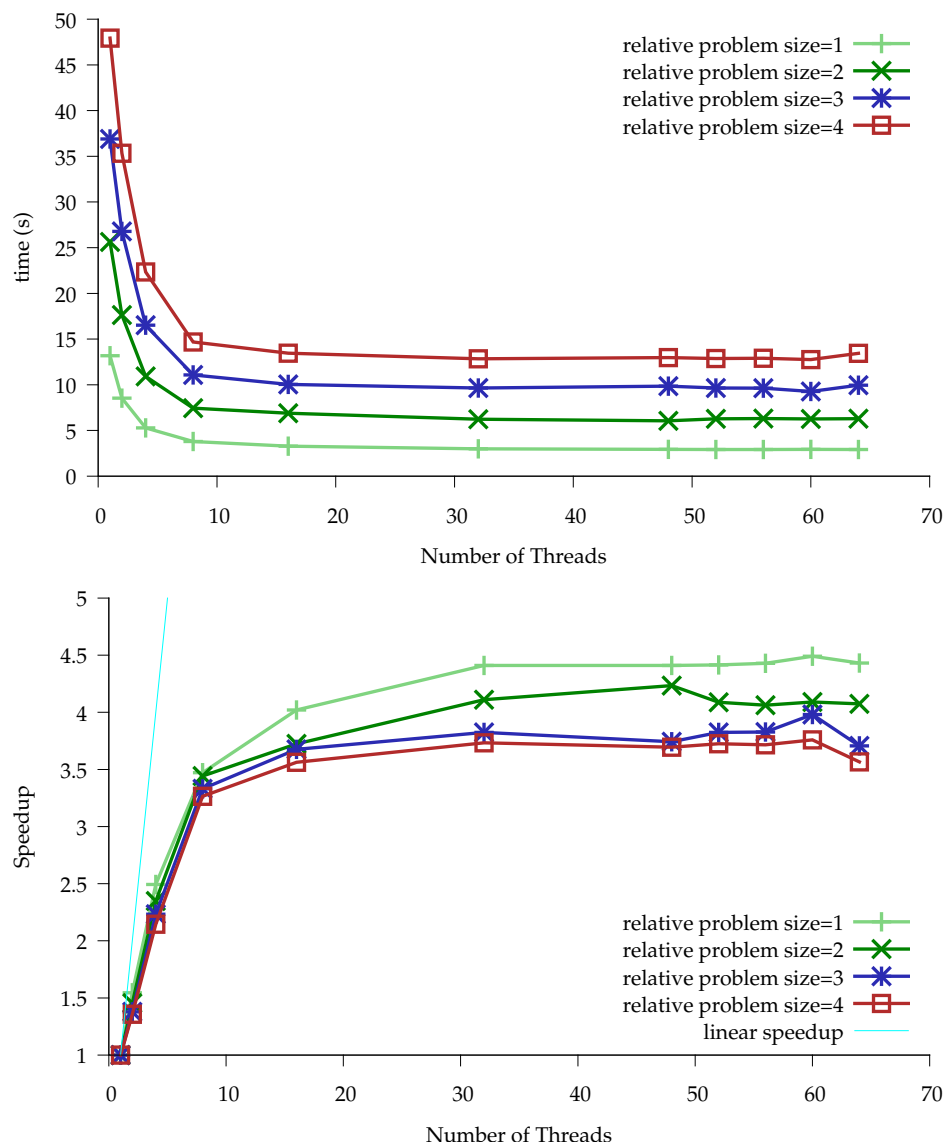 50
45
40
35
30
25
20
15
10
5
0
time (s)
relative problem size=1
relative problem size=2
relative problem size=3
relative problem size=4
0 10 20 30 40 50 60 70
Number of Threads
5
4.5
4
3.5
3
2.5
2
1.5
1
Speedup
relative problem size=1
relative problem size=2
relative problem size=3
relative problem size=4
linear speedup
0 10 20 30 40 50 60 70
Number of Threads